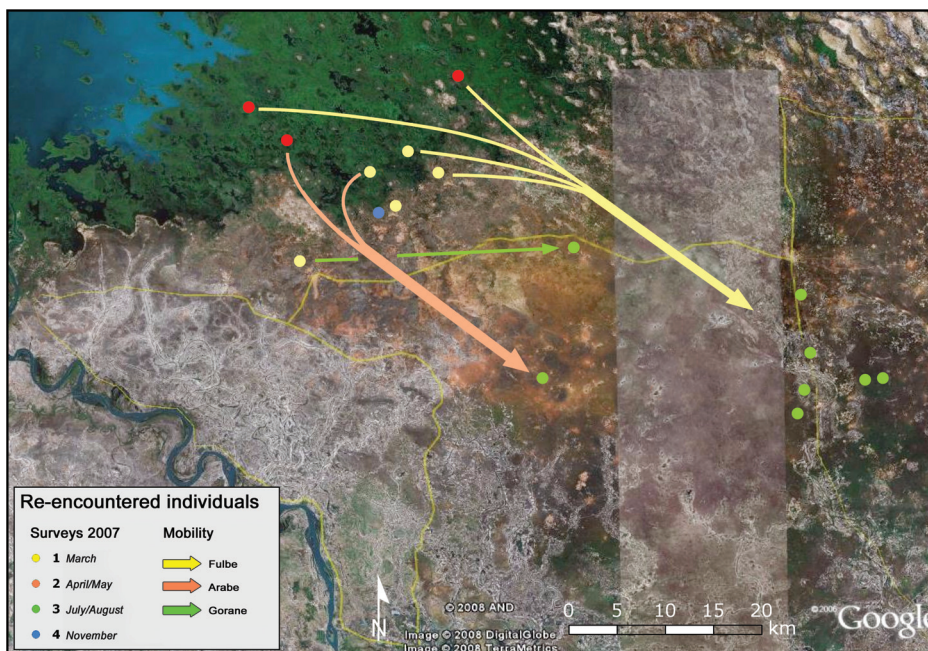 Re-encountered individuals
Surveys 2007 Mobility
1 March Fulbe
2 April/May Arabe
3 July/August Gorane
4 November
N
© 2008 AND
Image © 2008 DigitalGlobe
Image © 2008 TerraMetrics
0 5 10 15 20
km
© 2006 Google